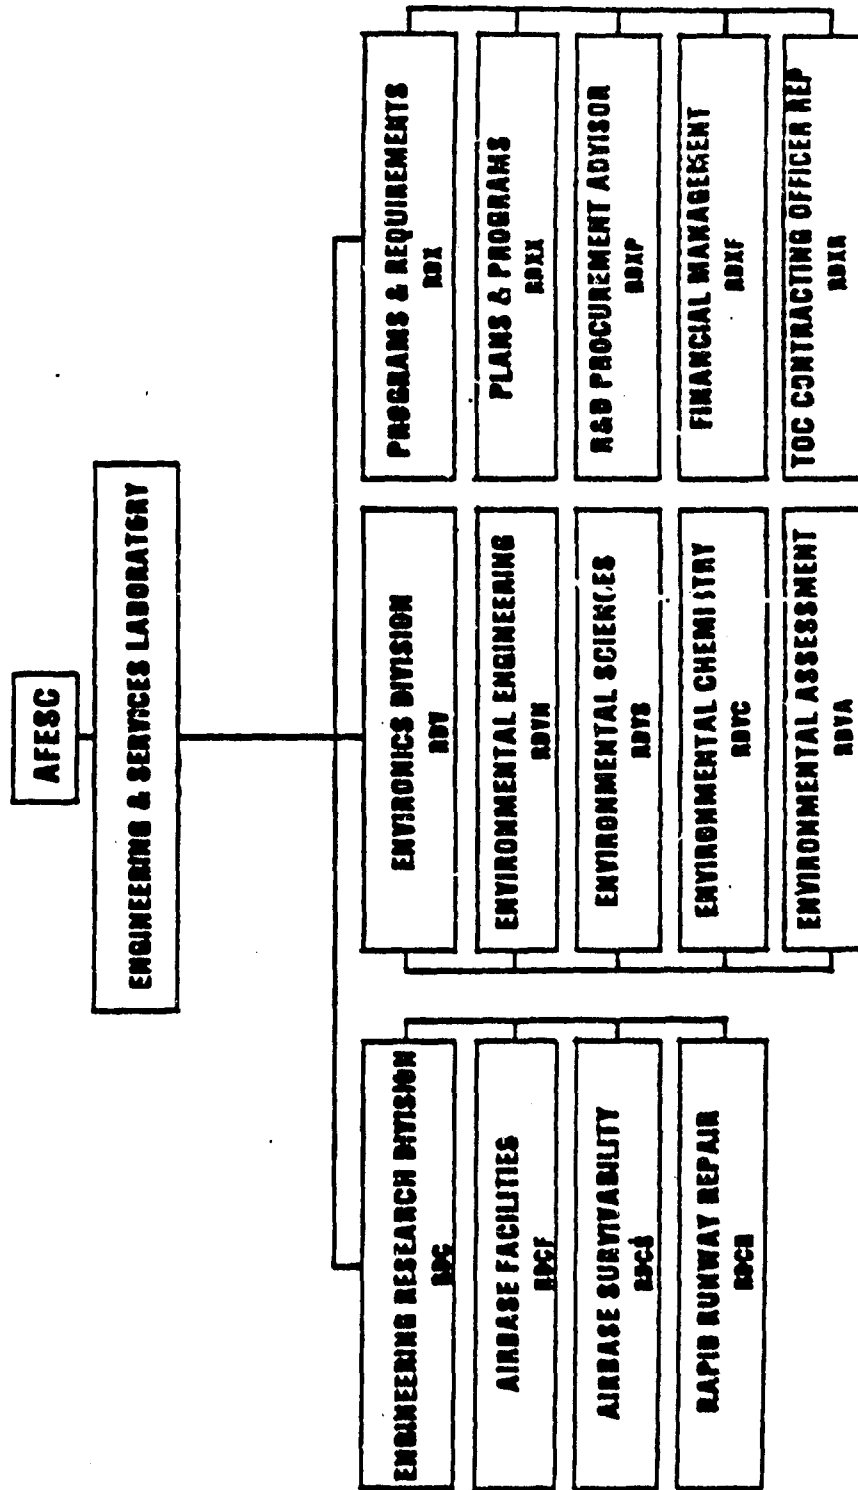 AFESC
ENGINEERING & SERVICES LABORATORY
ENGINEERING RESEARCH DIVISION
RDC
AIRBASE FACILITIES
RDCF
AIRBASE SURVIVABILITY
RDCS
RAPID RUNWAY REPAIR
RDCR
ENVIRONICS DIVISION
RDV
ENVIRONMENTAL ENGINEERING
RDVN
ENVIRONMENTAL SCIENCES
RDVS
ENVIRONMENTAL CHEMISTRY
RDVC
ENVIRONMENTAL ASSESSMENT
RDVA
PROGRAMS & REQUIREMENTS
RDX
PLANS & PROGRAMS
RDXX
R&D PROCUREMENT ADVISOR
RDXP
FINANCIAL MANAGEMENT
RDXF
TOC CONTRACTING OFFICER REP
RDXR